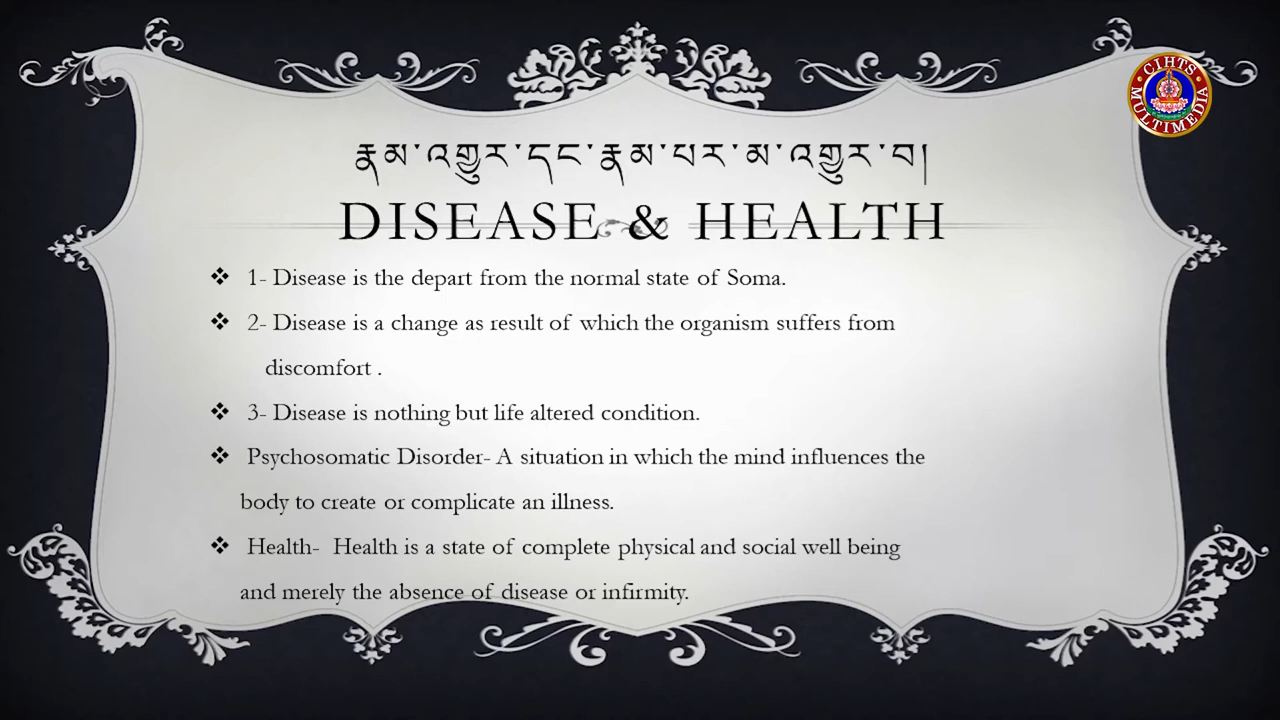 CIHTS
MULTIMEDIA
རྣམ་འགྱུར་དང་རྣམ་པར་མ་འགྱུར་བ།
DISEASE & HEALTH
❖ 1- Disease is the depart from the normal state of Soma.
❖ 2- Disease is a change as result of which the organism suffers from
discomfort .
❖ 3- Disease is nothing but life altered condition.
❖ Psychosomatic Disorder- A situation in which the mind influences the
body to create or complicate an illness.
❖ Health- Health is a state of complete physical and social well being
and merely the absence of disease or infirmity.